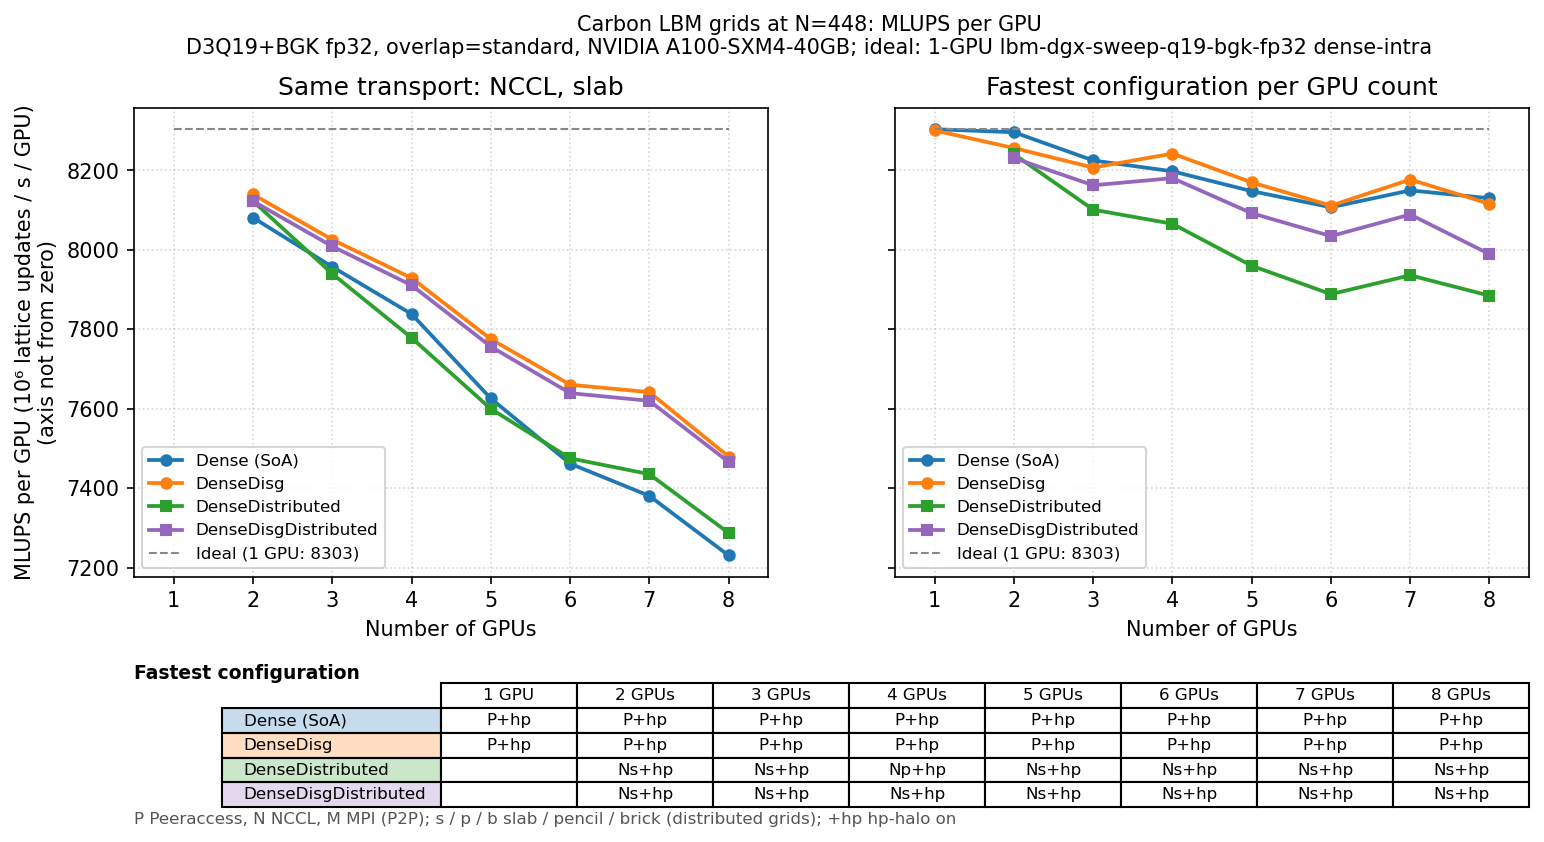 Carbon LBM grids at N=448: MLUPS per GPU
D3Q19+BGK fp32, overlap=standard, NVIDIA A100-SXM4-40GB; ideal: 1-GPU lbm-dgx-sweep-q19-bgk-fp32 dense-intra
Same transport: NCCL, slab
MLUPS per GPU (10⁶ lattice updates / s / GPU)
(axis not from zero)
8200
8000
7800
7600
7400
7200
Dense (SoA)
DenseDisg
DenseDistributed
DenseDisgDistributed
Ideal (1 GPU: 8303)
1 2 3 4 5 6 7 8
Number of GPUs
Fastest configuration per GPU count
Dense (SoA)
DenseDisg
DenseDistributed
DenseDisgDistributed
Ideal (1 GPU: 8303)
1 2 3 4 5 6 7 8
Number of GPUs
Fastest configuration
1 GPU 2 GPUs 3 GPUs 4 GPUs 5 GPUs 6 GPUs 7 GPUs 8 GPUs
Dense (SoA) P+hp P+hp P+hp P+hp P+hp P+hp P+hp P+hp
DenseDisg P+hp P+hp P+hp P+hp P+hp P+hp P+hp P+hp
DenseDistributed Ns+hp Ns+hp Np+hp Ns+hp Ns+hp Ns+hp Ns+hp
DenseDisgDistributed Ns+hp Ns+hp Ns+hp Ns+hp Ns+hp Ns+hp Ns+hp
P Peeraccess, N NCCL, M MPI (P2P); s / p / b slab / pencil / brick (distributed grids); +hp hp-halo on